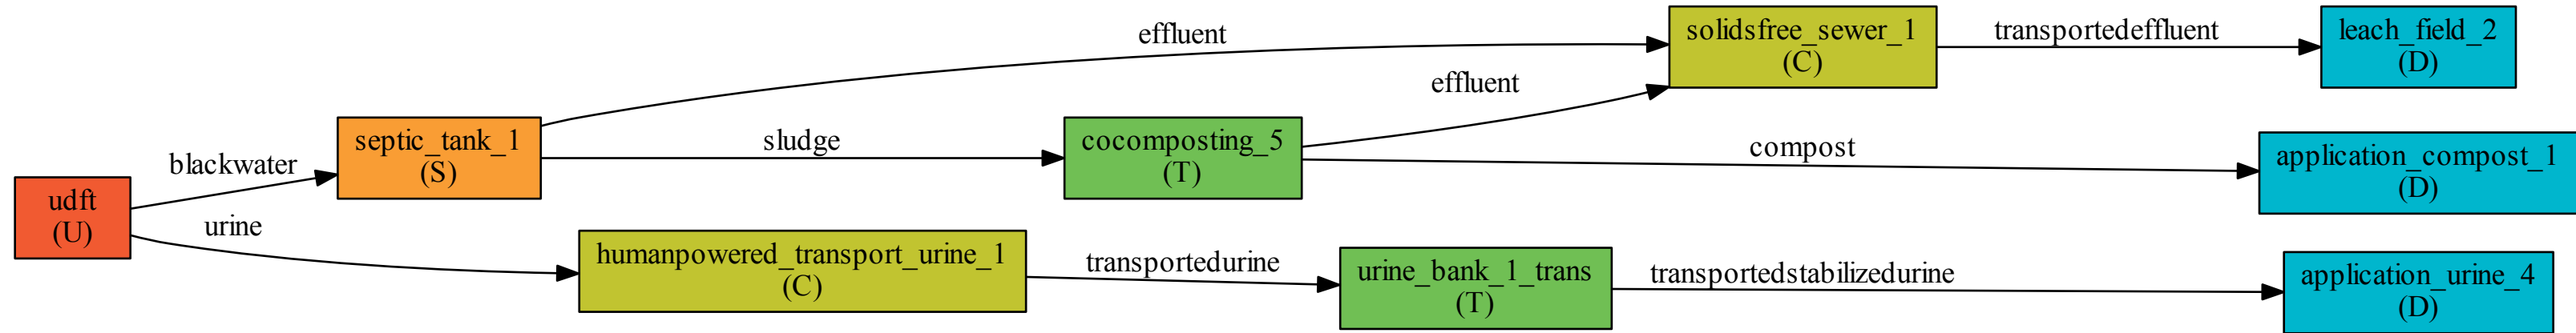 effluent
solidsfree_sewer_1
(C)
transportedeffluent
leach_field_2
(D)
effluent
septic_tank_1
(S)
sludge
cocomposting_5
(T)
compost
application_compost_1
(D)
blackwater
udft
(U)
urine
humanpowered_transport_urine_1
(C)
transportedurine
urine_bank_1_trans
(T)
transportedstabilizedurine
application_urine_4
(D)